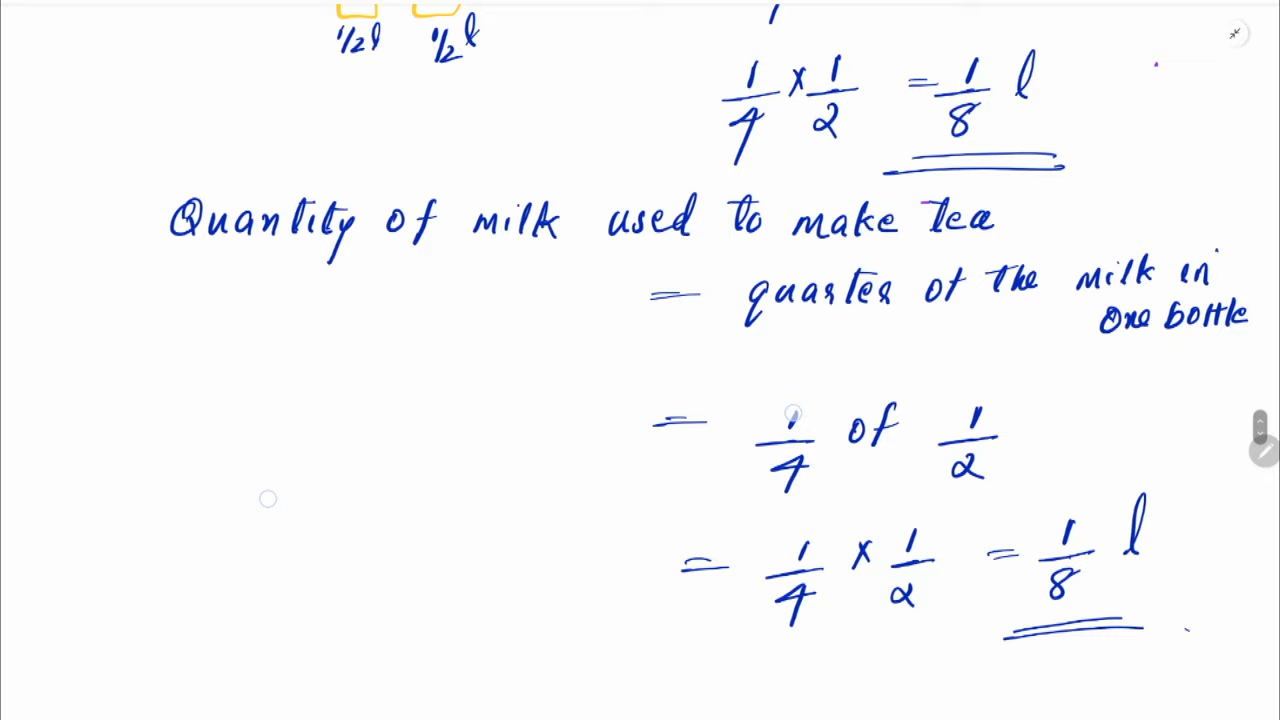 1/2 l 1/2 l
1/4 × 1/2 = 1/8 l
Quantity of milk used to make tea
= quarter of the milk in
one bottle
= 1/4 of 1/2
= 1/4 × 1/2 = 1/8 l